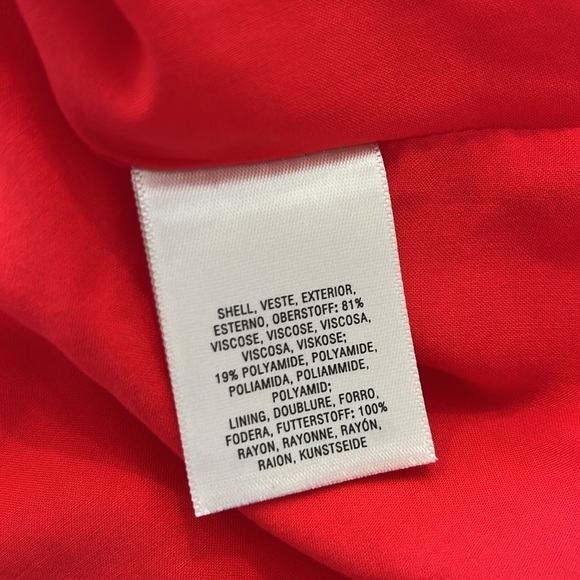 SHELL, VESTE, EXTERIOR,
ESTERNO, OBERSTOFF: 81%
VISCOSE, VISCOSE, VISCOSA,
VISCOSA, VISKOSE;
19% POLYAMIDE, POLYAMIDE,
POLIAMIDA, POLIAMMIDE,
POLYAMID;
LINING, DOUBLURE, FORRO,
FODERA, FUTTERSTOFF: 100%
RAYON, RAYONNE, RAYÓN,
RAION, KUNSTSEIDE